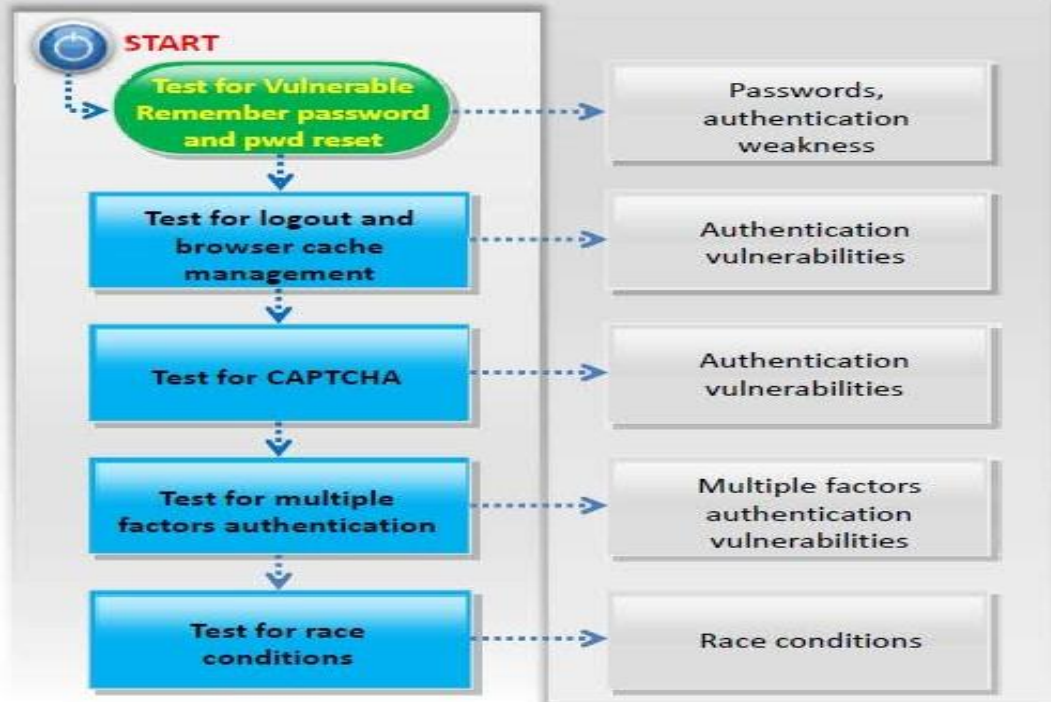 START
Test for Vulnerable
Remember password
and pwd reset
Passwords,
authentication
weakness
Test for logout and
browser cache
management
Authentication
vulnerabilities
Test for CAPTCHA
Authentication
vulnerabilities
Test for multiple
factors authentication
Multiple factors
authentication
vulnerabilities
Test for race
conditions
Race conditions